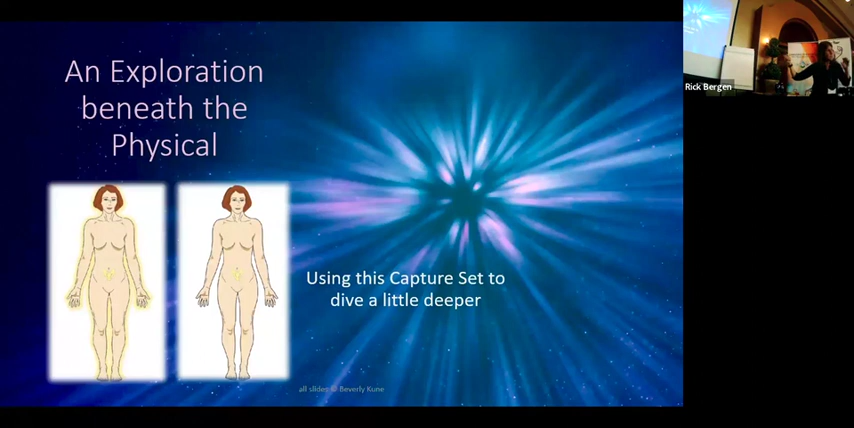 An Exploration
beneath the
Physical
Using this Capture Set to
dive a little deeper
all slides © Beverly Kune
Rick Bergen